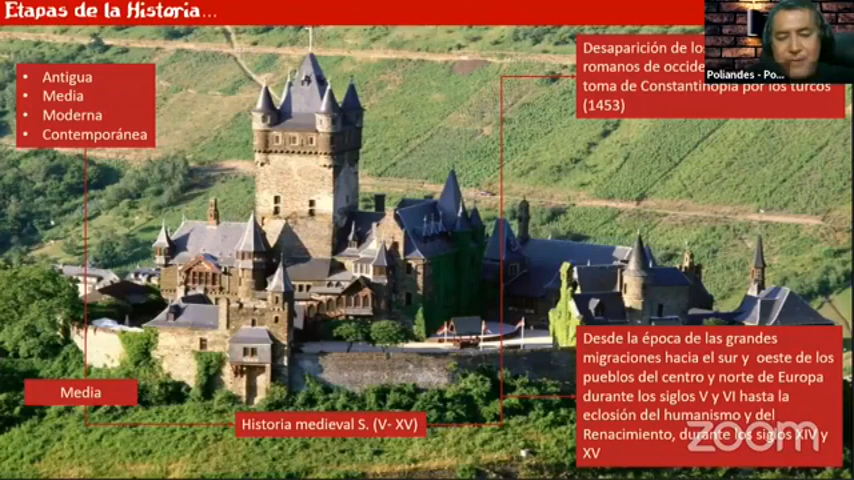 Etapas de la Historia...
• Antigua
• Media
• Moderna
• Contemporánea
Desaparición de los
romanos de occide
toma de Constantinopla por los turcos
(1453)
Poliandes - Po...
Media
Historia medieval S. (V- XV)
Desde la época de las grandes
migraciones hacia el sur y oeste de los
pueblos del centro y norte de Europa
durante los siglos V y VI hasta la
eclosión del humanismo y del
Renacimiento, durante los siglos XIV y
XV
zoom